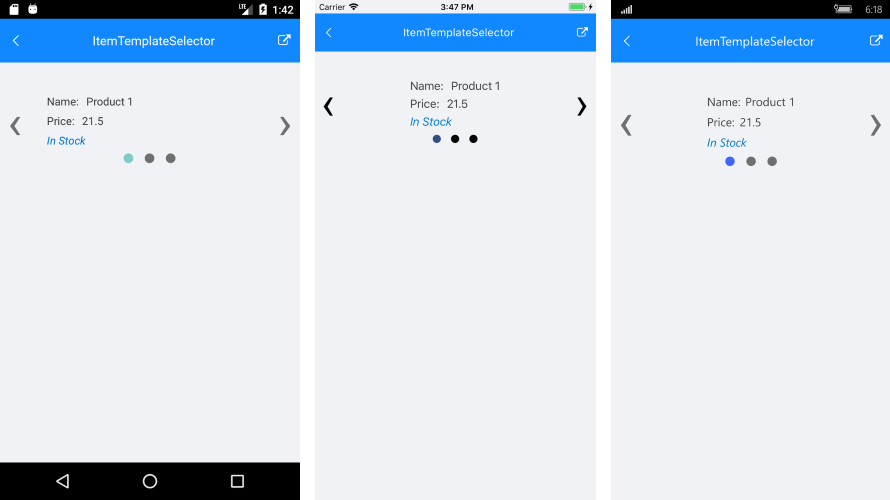 LTE 1:42
ItemTemplateSelector
Name: Product 1
Price: 21.5
In Stock
Carrier 3:47 PM
ItemTemplateSelector
Name: Product 1
Price: 21.5
In Stock
6:18
ItemTemplateSelector
Name: Product 1
Price: 21.5
In Stock